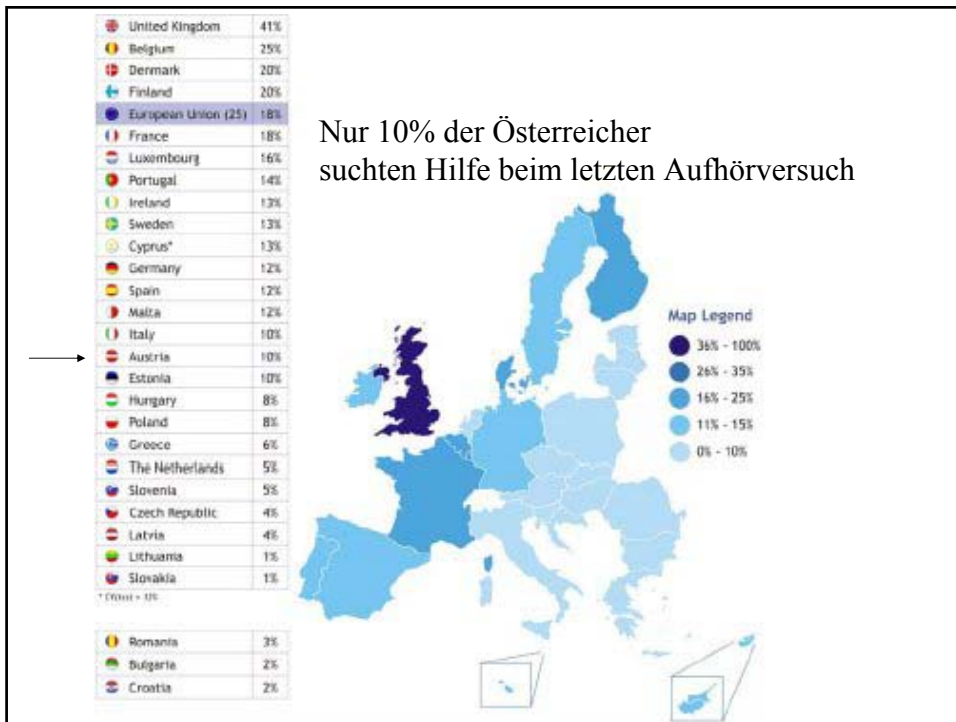 United Kingdom 41%
Belgium 25%
Denmark 20%
Finland 20%
European Union (25) 18%
France 18%
Luxembourg 16%
Portugal 14%
Ireland 13%
Sweden 13%
Cyprus* 13%
Germany 12%
Spain 12%
Malta 12%
Italy 10%
Austria 10%
Estonia 10%
Hungary 8%
Poland 8%
Greece 6%
The Netherlands 5%
Slovenia 5%
Czech Republic 4%
Latvia 4%
Lithuania 1%
Slovakia 1%
Romania 3%
Bulgaria 2%
Croatia 2%
Nur 10% der Österreicher
suchten Hilfe beim letzten Aufhörversuch
Map Legend
36% - 100%
26% - 35%
16% - 25%
11% - 15%
0% - 10%